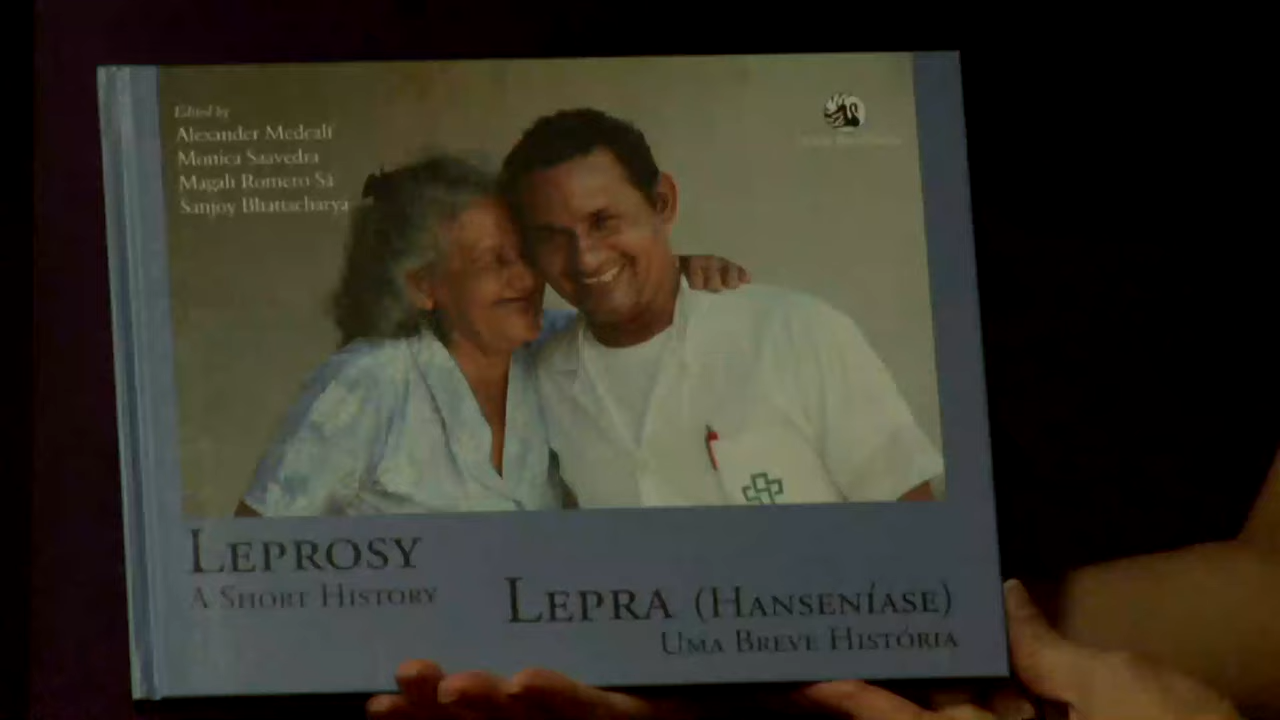 Edited by
Alexander Medcalf
Monica Saavedra
Magali Romero Sá
Sanjoy Bhattacharya
LEPROSY
A SHORT HISTORY
LEPRA (HANSENÍASE)
UMA BREVE HISTÓRIA